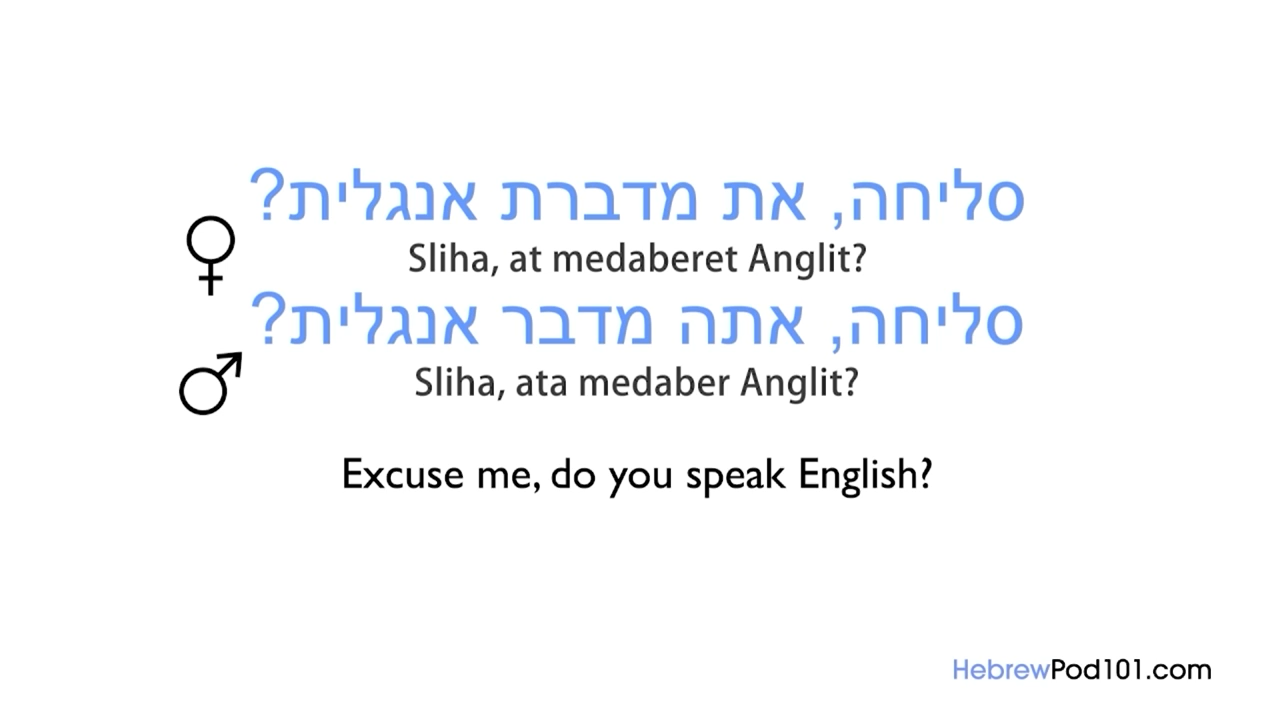 סליחה, את מדברת אנגלית?
Sliha, at medaberet Anglit?
סליחה, אתה מדבר אנגלית?
Sliha, ata medaber Anglit?
Excuse me, do you speak English?
HebrewPod101.com